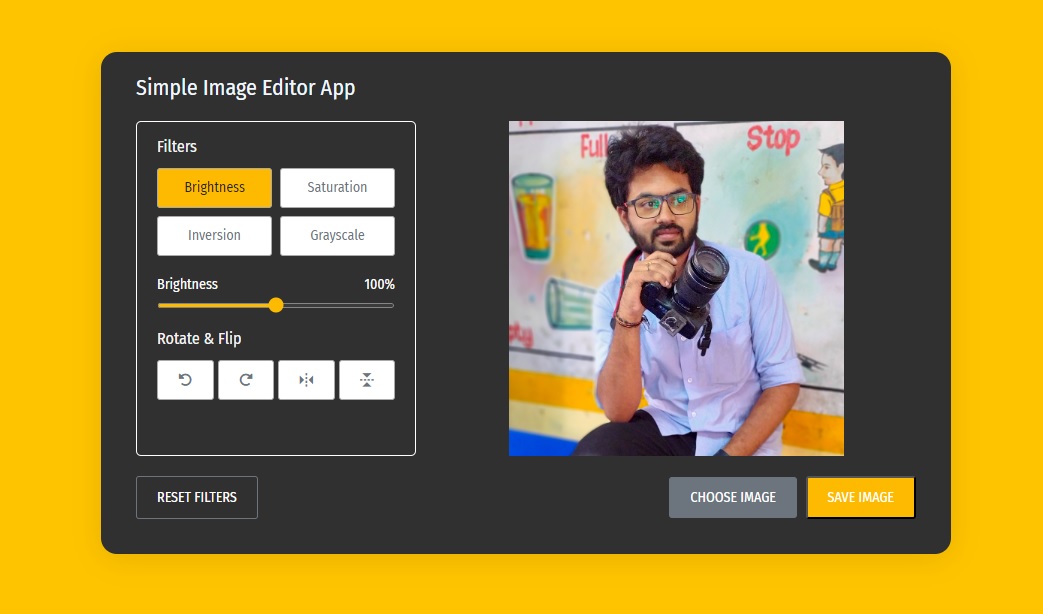 Simple Image Editor App
Filters
Brightness
Saturation
Inversion
Grayscale
Brightness 100%
Rotate & Flip
Full
Stop
RESET FILTERS
CHOOSE IMAGE
SAVE IMAGE